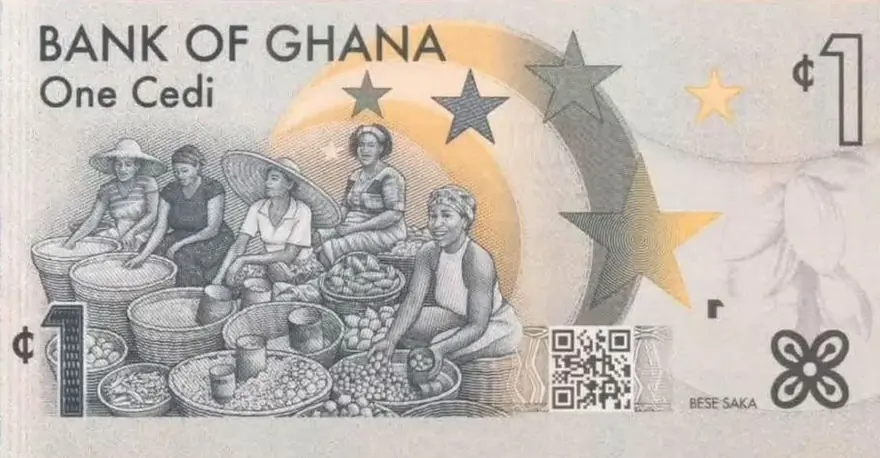 BANK OF GHANA
One Cedi
₵1
₵1
BESE SAKA